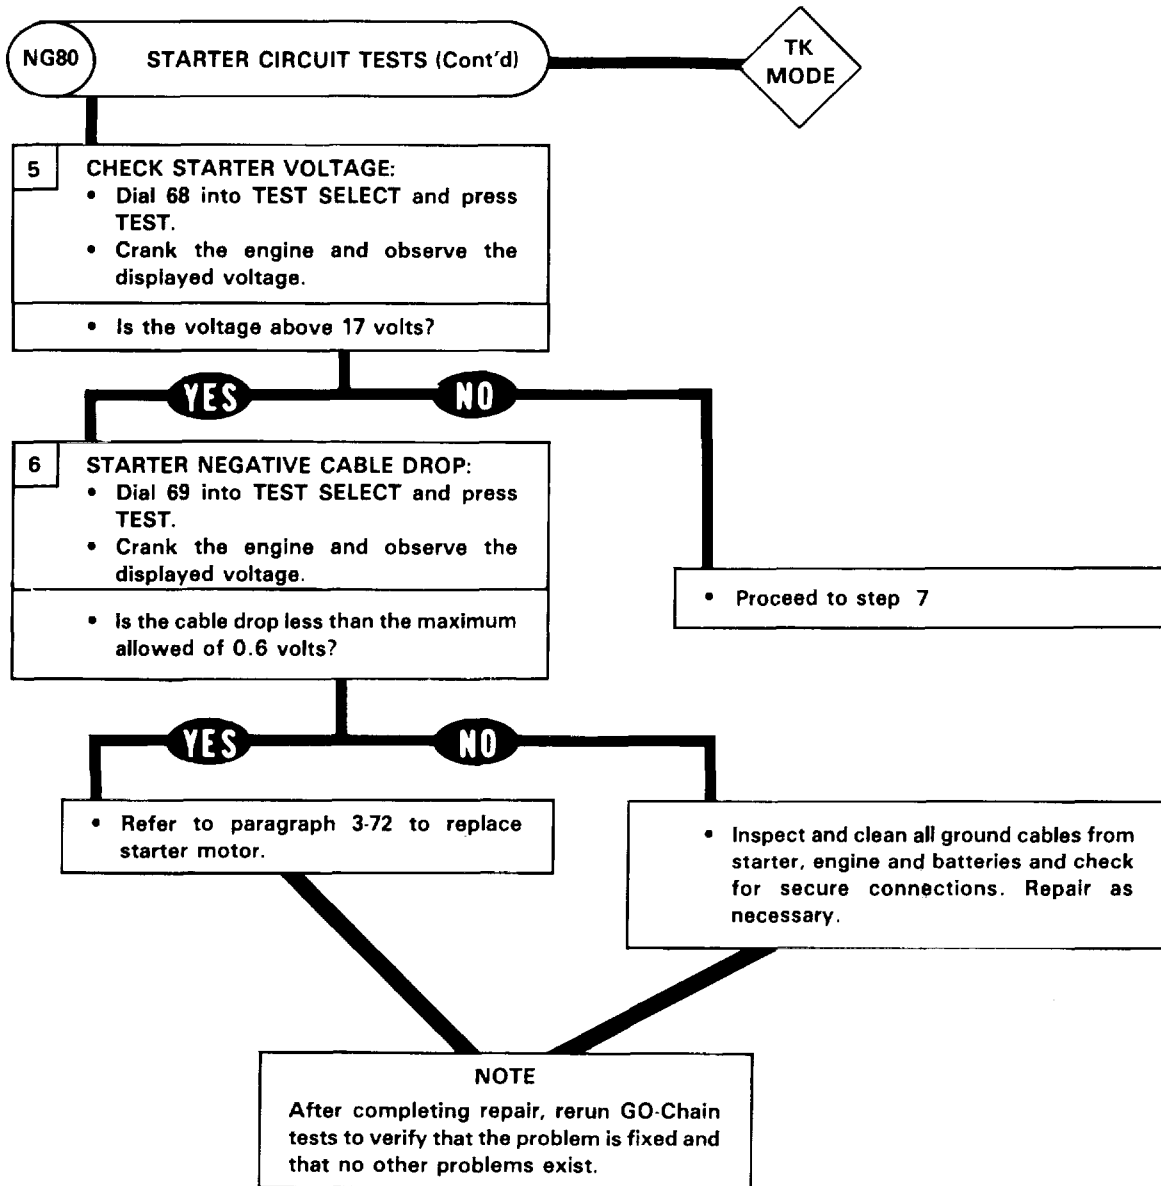 NG80
STARTER CIRCUIT TESTS (Cont'd)
TK
MODE
5
CHECK STARTER VOLTAGE:
• Dial 68 into TEST SELECT and press
TEST.
• Crank the engine and observe the
displayed voltage.
• Is the voltage above 17 volts?
YES
NO
6
STARTER NEGATIVE CABLE DROP:
• Dial 69 into TEST SELECT and press
TEST.
• Crank the engine and observe the
displayed voltage.
• Is the cable drop less than the maximum
allowed of 0.6 volts?
• Proceed to step 7
YES
NO
• Refer to paragraph 3-72 to replace
starter motor.
• Inspect and clean all ground cables from
starter, engine and batteries and check
for secure connections. Repair as
necessary.
NOTE
After completing repair, rerun GO-Chain
tests to verify that the problem is fixed and
that no other problems exist.